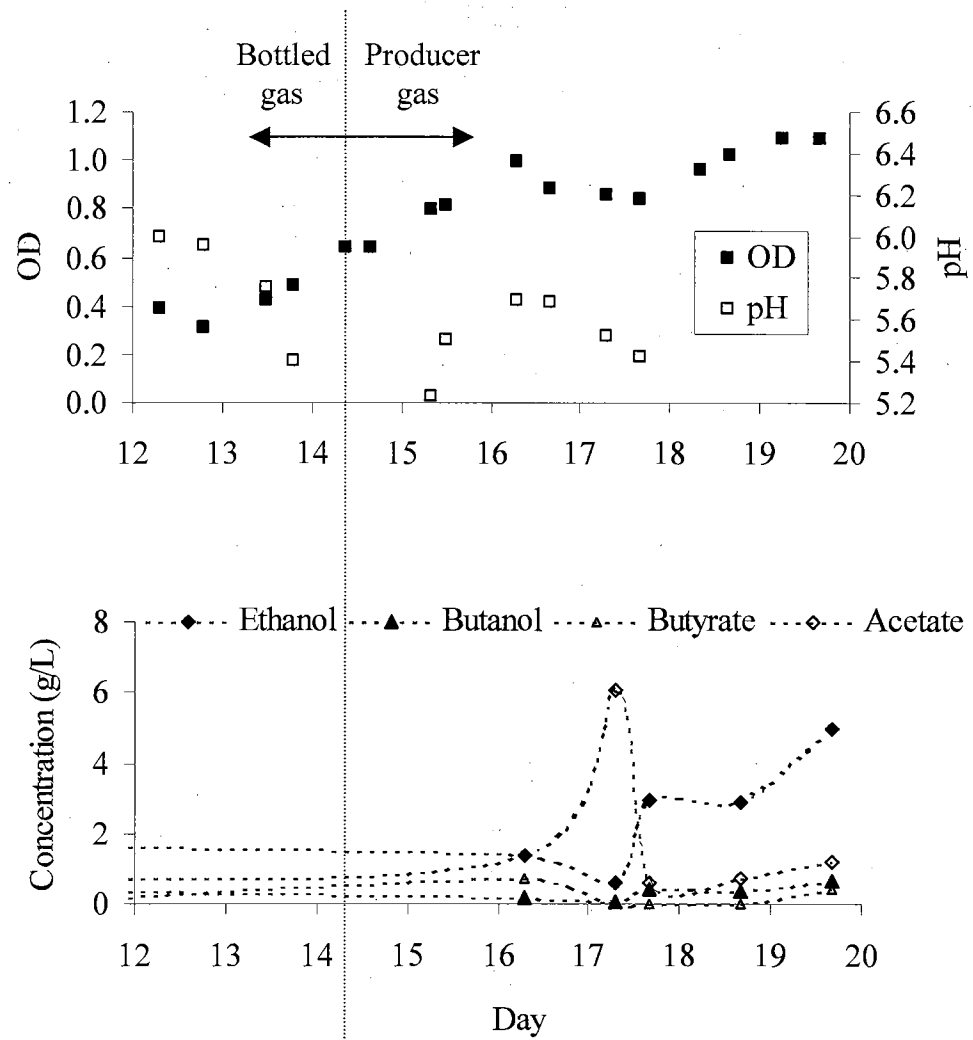 Bottled Producer
gas gas
1.2 6.6
1.0 6.4
0.8 6.2
0.6 6.0
0.4 5.8
0.2 5.6
0.0 5.4
5.2
OD
pH
OD
pH
12 13 14 15 16 17 18 19 20
Ethanol Butanol Butyrate Acetate
8
6
4
2
0
Concentration (g/L)
12 13 14 15 16 17 18 19 20
Day